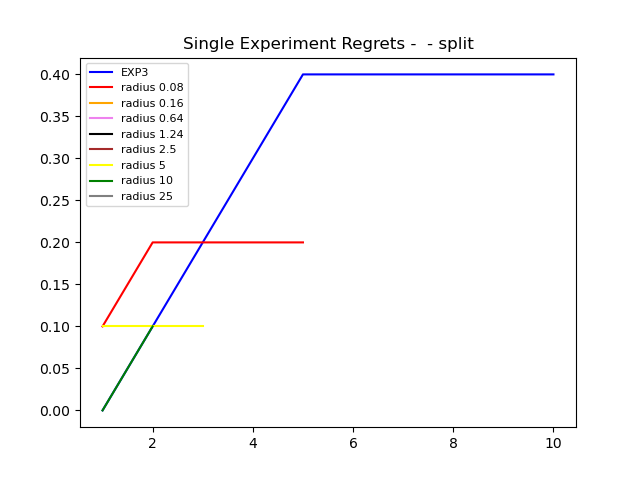 Single Experiment Regrets -  - split
EXP3
radius 0.08
radius 0.16
radius 0.64
radius 1.24
radius 2.5
radius 5
radius 10
radius 25
0.40
0.35
0.30
0.25
0.20
0.15
0.10
0.05
0.00
2 4 6 8 10